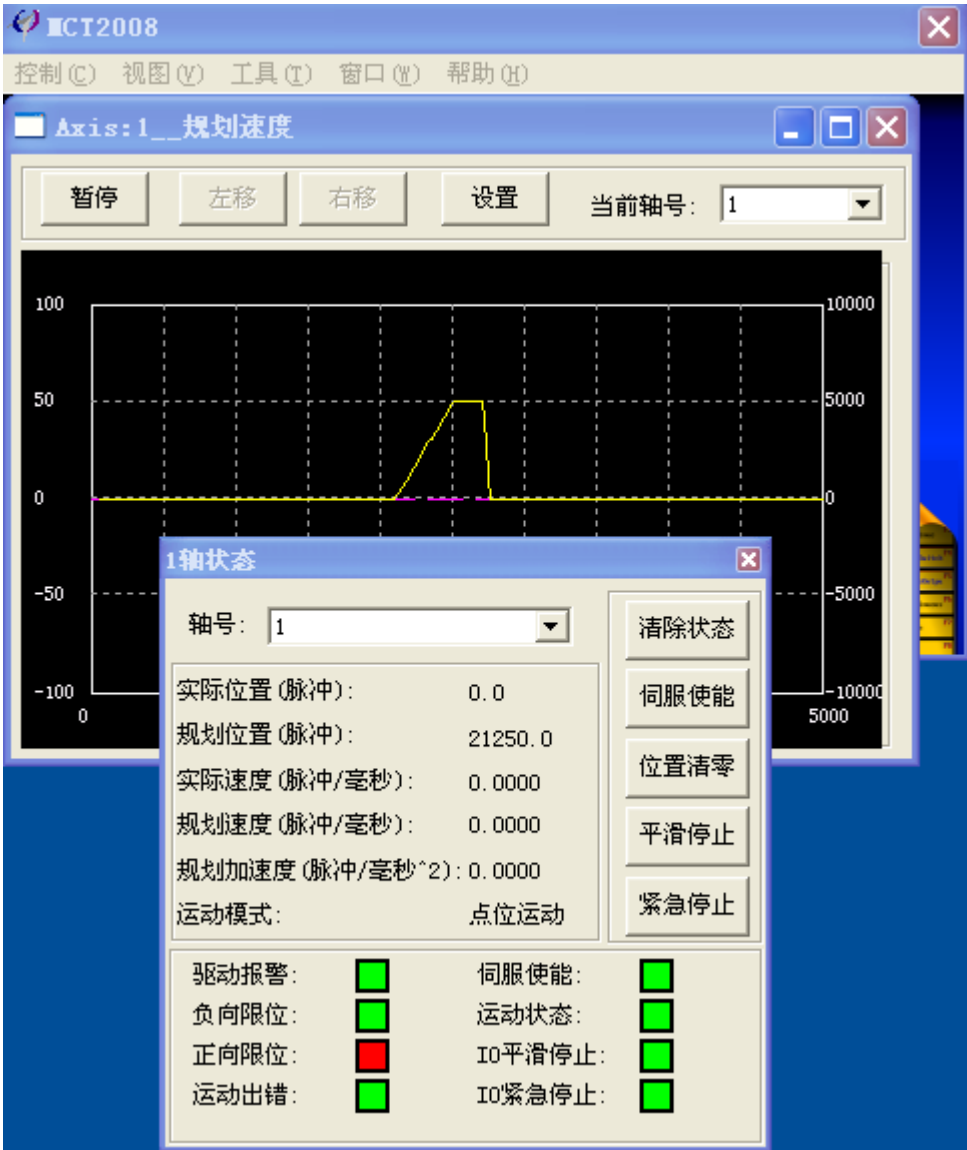 MCT2008
控制(C) 视图(V) 工具(T) 窗口(W) 帮助(H)
Axis:1__规划速度
暂停 左移 右移 设置 当前轴号: 1
100 10000
50 5000
0 0
-50 -5000
-100 -10000
0 5000
1轴状态
轴号: 1
清除状态
实际位置(脉冲): 0.0
伺服使能
规划位置(脉冲): 21250.0
位置清零
实际速度(脉冲/毫秒): 0.0000
规划速度(脉冲/毫秒): 0.0000
平滑停止
规划加速度(脉冲/毫秒^2): 0.0000
运动模式: 点位运动
紧急停止
驱动报警: 伺服使能:
负向限位: 运动状态:
正向限位: IO平滑停止:
运动出错: IO紧急停止: